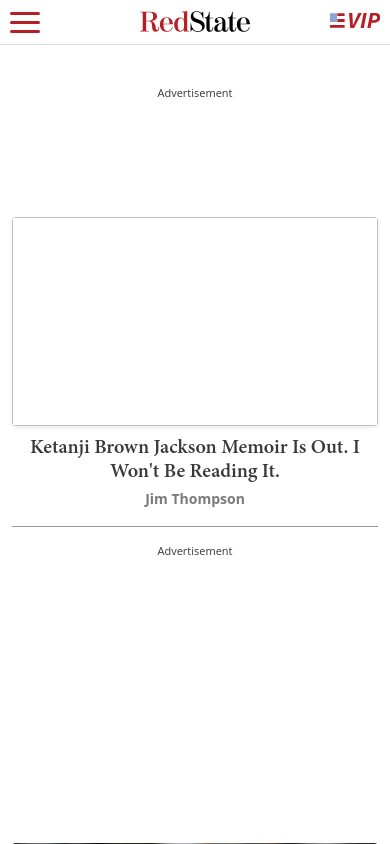 RedState
VIP
Advertisement
Ketanji Brown Jackson Memoir Is Out. I
Won't Be Reading It.
Jim Thompson
Advertisement